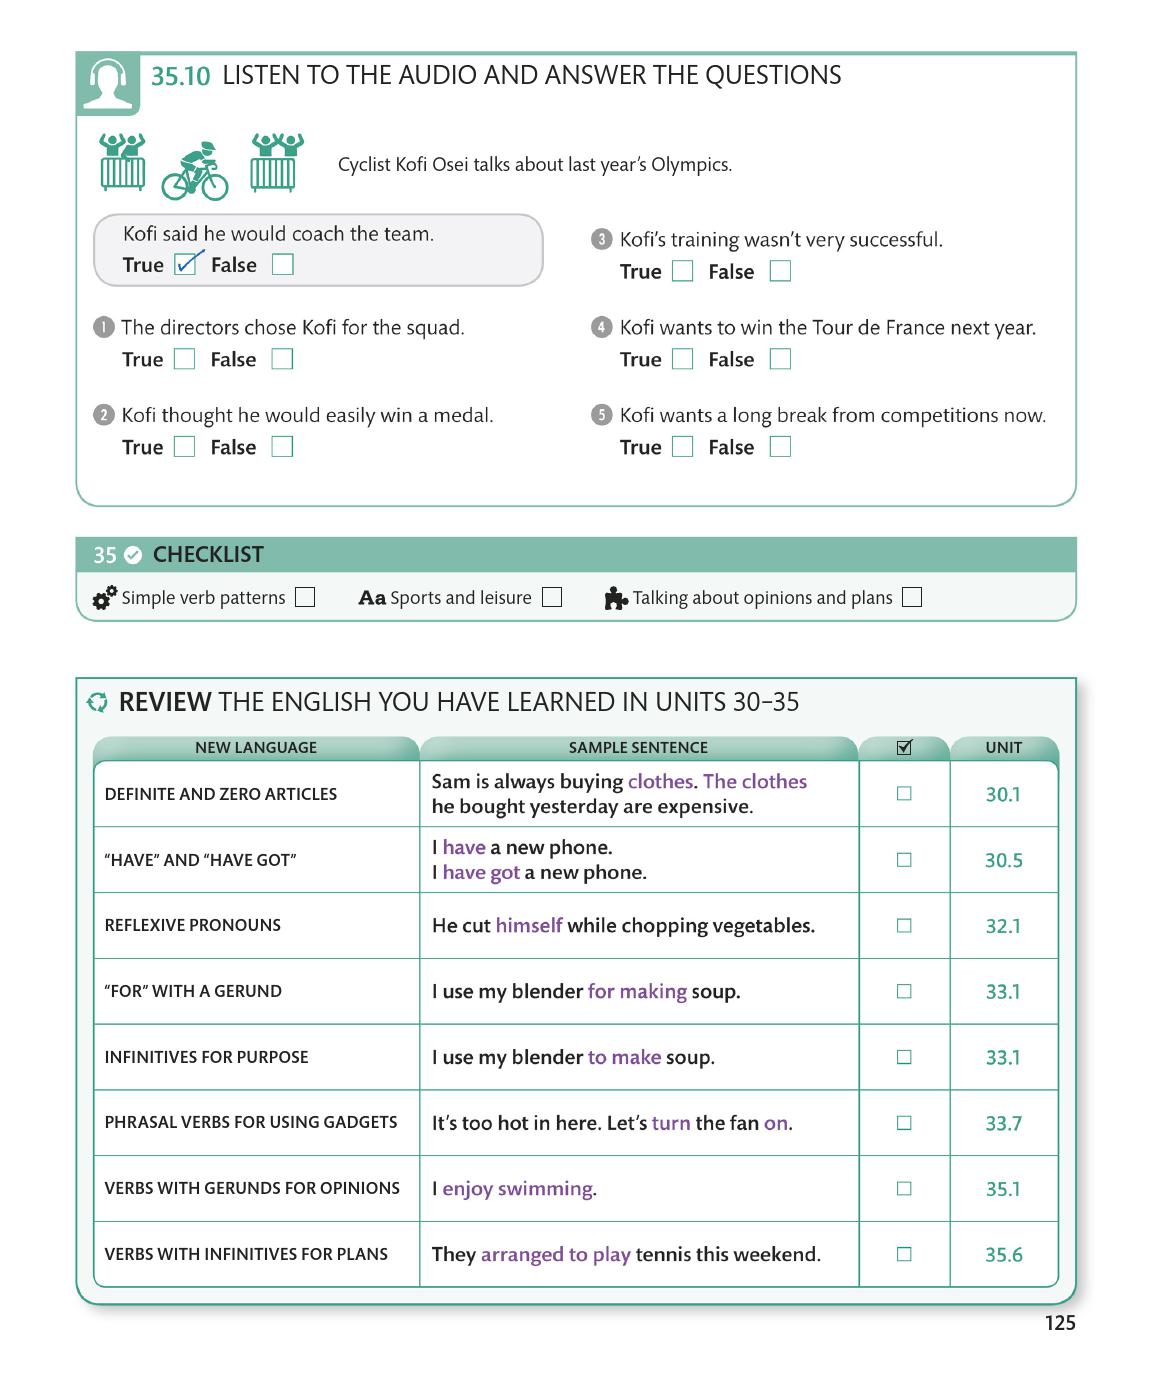 35.10 LISTEN TO THE AUDIO AND ANSWER THE QUESTIONS
Cyclist Kofi Osei talks about last year's Olympics.
Kofi said he would coach the team.
True False
1 The directors chose Kofi for the squad.
True False
2 Kofi thought he would easily win a medal.
True False
3 Kofi's training wasn't very successful.
True False
4 Kofi wants to win the Tour de France next year.
True False
5 Kofi wants a long break from competitions now.
True False
35 CHECKLIST
Simple verb patterns Aa Sports and leisure Talking about opinions and plans
REVIEW THE ENGLISH YOU HAVE LEARNED IN UNITS 30–35
NEW LANGUAGE SAMPLE SENTENCE UNIT
DEFINITE AND ZERO ARTICLES Sam is always buying clothes. The clothes
he bought yesterday are expensive. 30.1
"HAVE" AND "HAVE GOT" I have a new phone.
I have got a new phone. 30.5
REFLEXIVE PRONOUNS He cut himself while chopping vegetables. 32.1
"FOR" WITH A GERUND I use my blender for making soup. 33.1
INFINITIVES FOR PURPOSE I use my blender to make soup. 33.1
PHRASAL VERBS FOR USING GADGETS It's too hot in here. Let's turn the fan on. 33.7
VERBS WITH GERUNDS FOR OPINIONS I enjoy swimming. 35.1
VERBS WITH INFINITIVES FOR PLANS They arranged to play tennis this weekend. 35.6
125